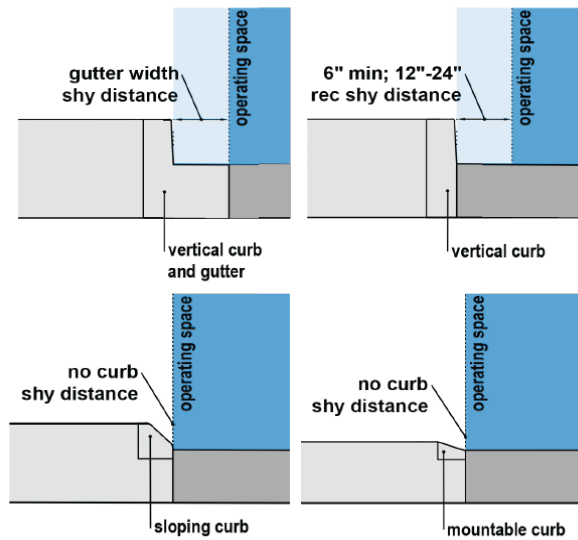 gutter width
shy distance
operating space
vertical curb
and gutter
6" min; 12"-24"
rec shy distance
operating space
vertical curb
no curb
shy distance
operating space
sloping curb
no curb
shy distance
operating space
mountable curb